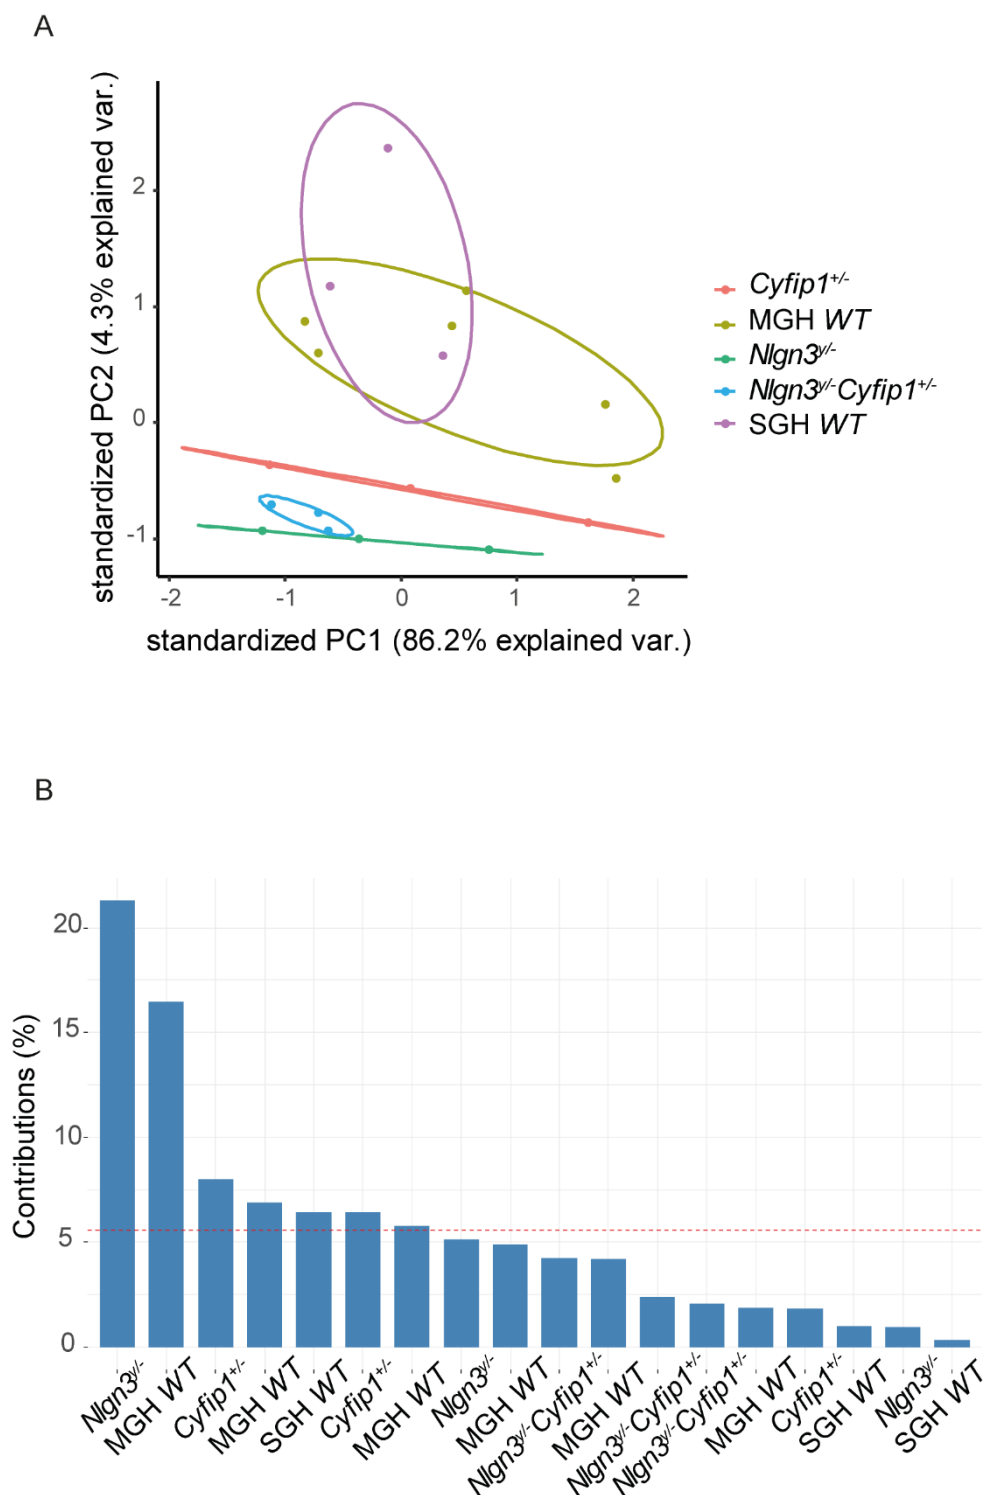 A
standardized PC2 (4.3% explained var.)
2
1
0
-1
-2 -1 0 1 2
standardized PC1 (86.2% explained var.)
Cyfip1+/-
MGH WT
Nlgn3y/-
Nlgn3y/-Cyfip1+/-
SGH WT
B
Contributions (%)
20
15
10
5
0
Nlgn3y/-
MGH WT
Cyfip1+/-
MGH WT
SGH WT
Cyfip1+/-
MGH WT
Nlgn3y/-
MGH WT
Nlgn3y/-Cyfip1+/-
MGH WT
Nlgn3y/-Cyfip1+/-
Nlgn3y/-Cyfip1+/-
MGH WT
Cyfip1+/-
SGH WT
Nlgn3y/-
SGH WT